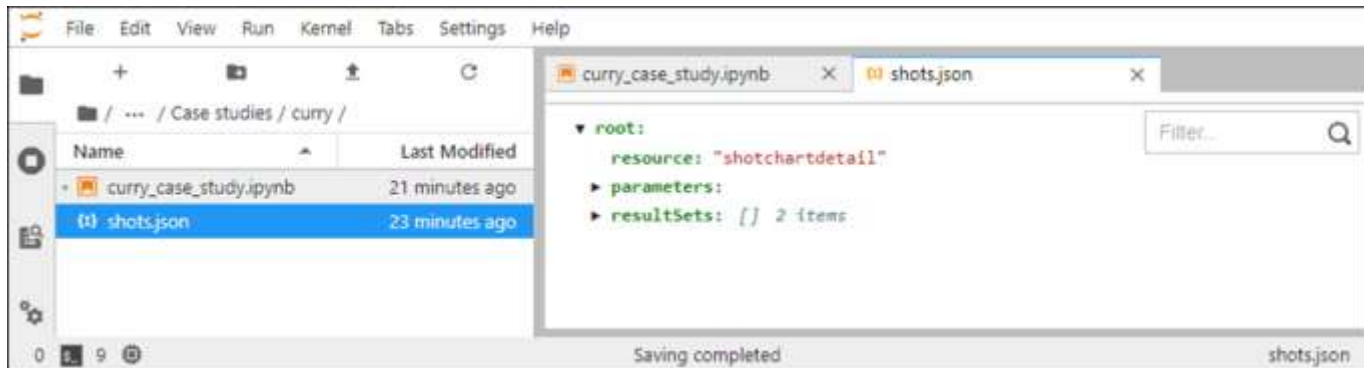 File Edit View Run Kernel Tabs Settings Help
+
/ ... / Case studies / curry /
Name Last Modified
curry_case_study.ipynb 21 minutes ago
shots.json 23 minutes ago
curry_case_study.ipynb × shots.json ×
root:
resource: "shotchartdetail"
parameters:
resultSets: [] 2 items
Filter...
0 9 Saving completed shots.json